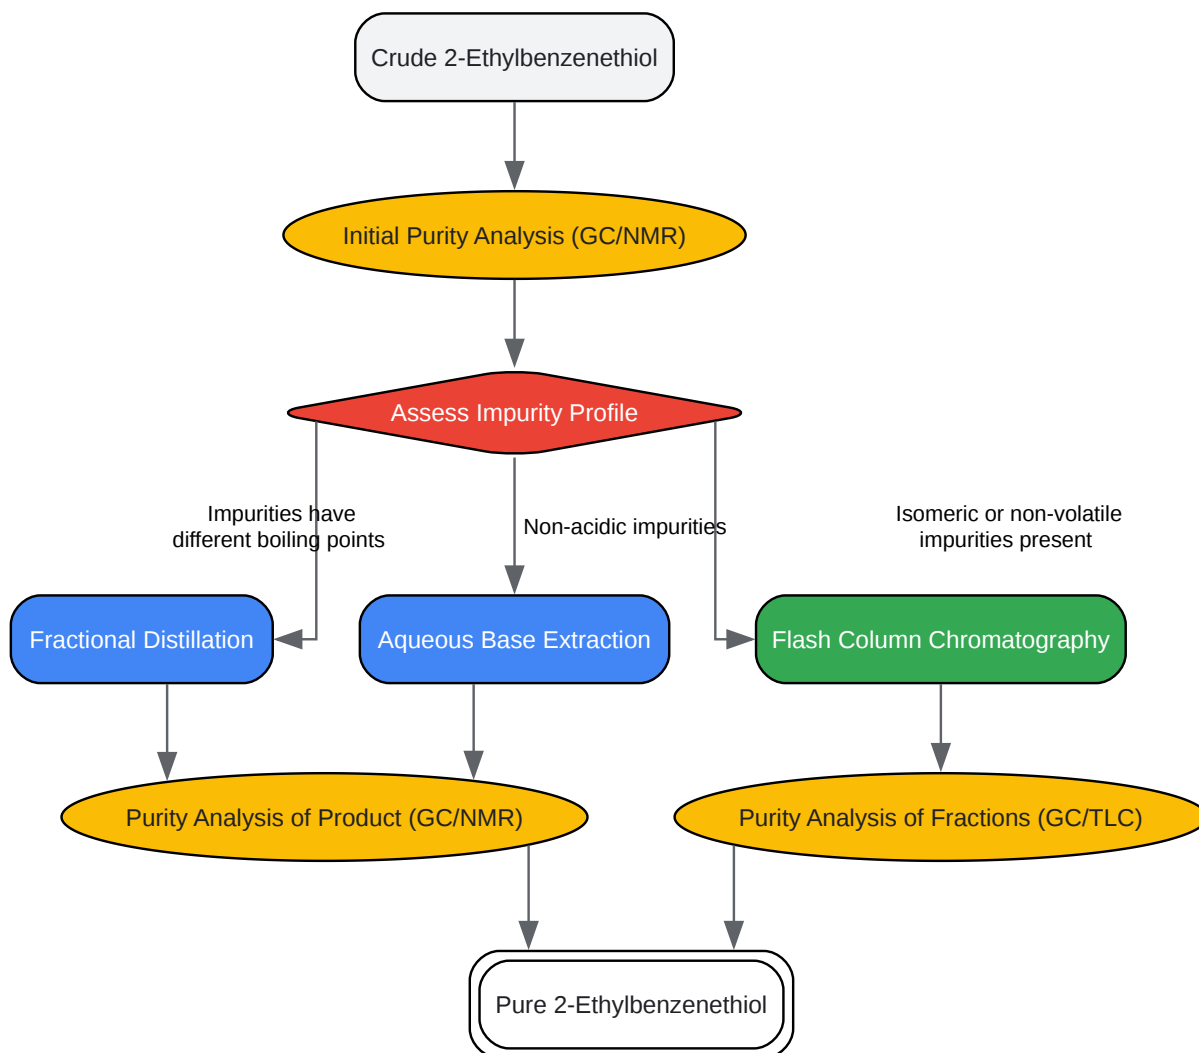 Crude 2-Ethylbenzenethiol
Initial Purity Analysis (GC/NMR)
Assess Impurity Profile
Impurities have
different boiling points
Non-acidic impurities
Isomeric or non-volatile
impurities present
Fractional Distillation
Aqueous Base Extraction
Flash Column Chromatography
Purity Analysis of Product (GC/NMR)
Purity Analysis of Fractions (GC/TLC)
Pure 2-Ethylbenzenethiol